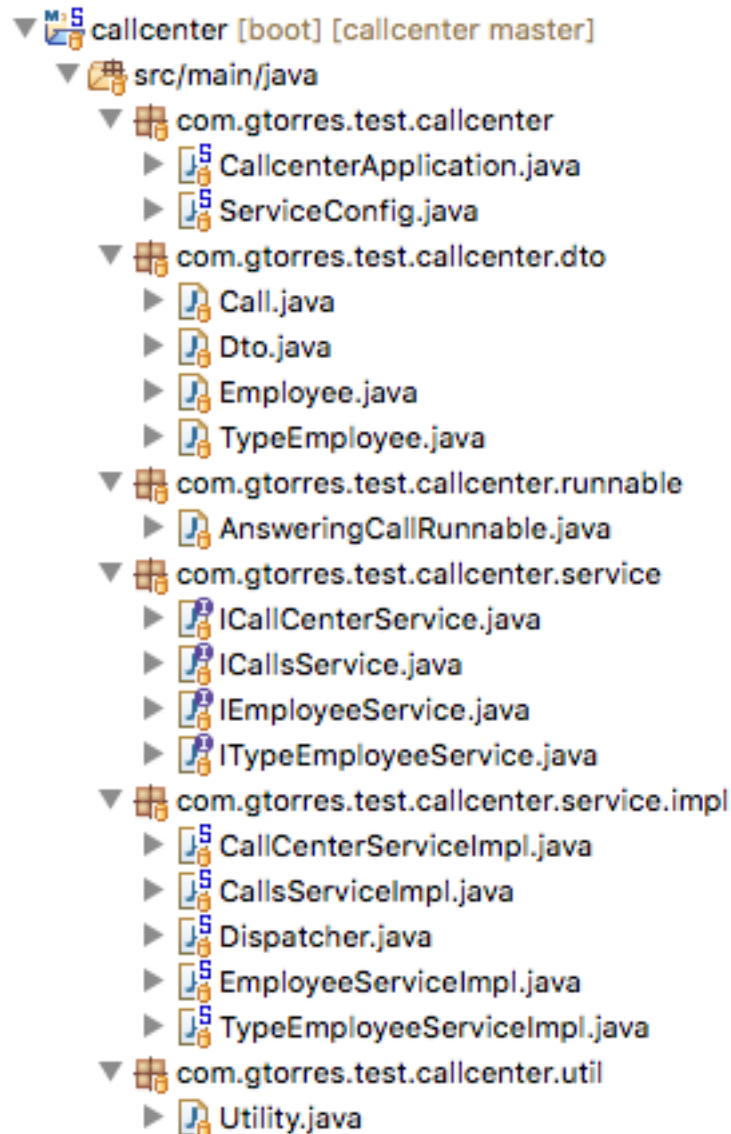 callcenter [boot] [callcenter master]
src/main/java
com.gtorres.test.callcenter
CallcenterApplication.java
ServiceConfig.java
com.gtorres.test.callcenter.dto
Call.java
Dto.java
Employee.java
TypeEmployee.java
com.gtorres.test.callcenter.runnable
AnsweringCallRunnable.java
com.gtorres.test.callcenter.service
ICallCenterService.java
ICallsService.java
IEmployeeService.java
ITypeEmployeeService.java
com.gtorres.test.callcenter.service.impl
CallCenterServiceImpl.java
CallsServiceImpl.java
Dispatcher.java
EmployeeServiceImpl.java
TypeEmployeeServiceImpl.java
com.gtorres.test.callcenter.util
Utility.java